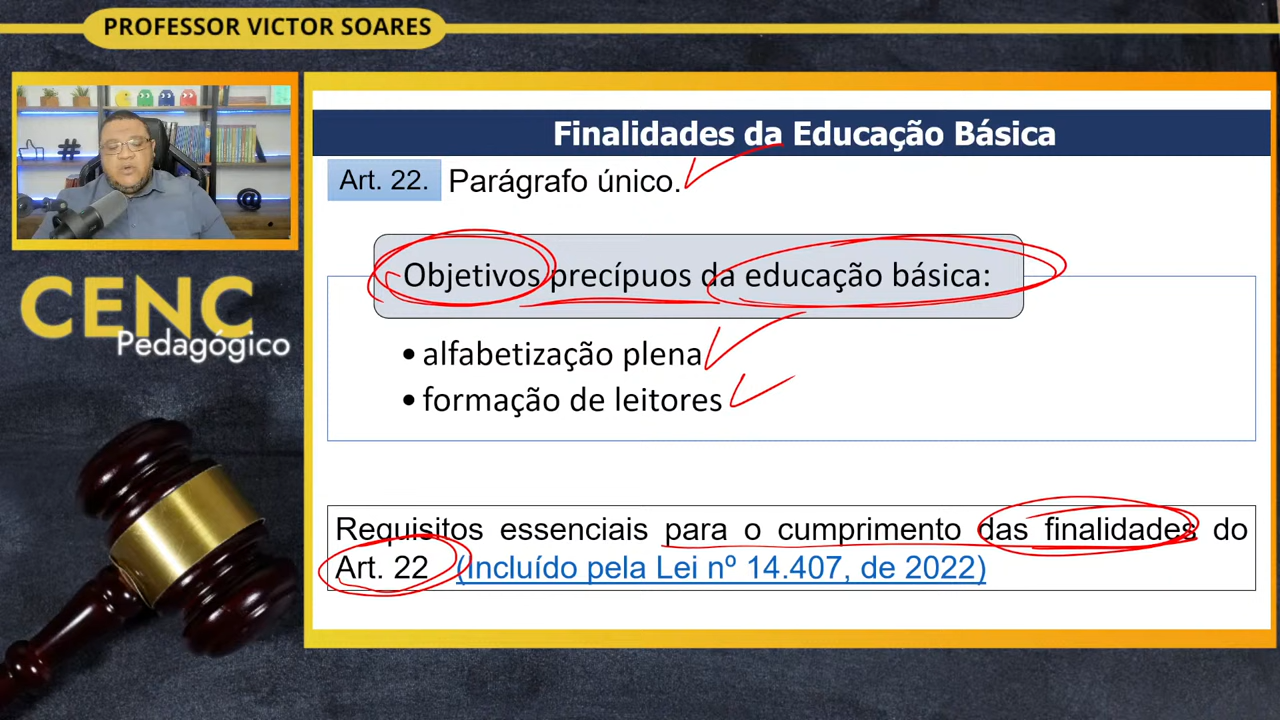 PROFESSOR VICTOR SOARES
CENC
Pedagógico
Finalidades da Educação Básica
Art. 22. Parágrafo único.
Objetivos precípuos da educação básica:
• alfabetização plena
• formação de leitores
Requisitos essenciais para o cumprimento das finalidades do
Art. 22 (Incluído pela Lei nº 14.407, de 2022)